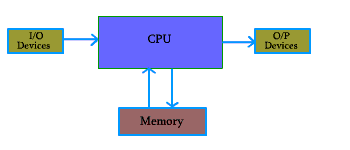 I/O
Devices
CPU
O/P
Devices
Memory